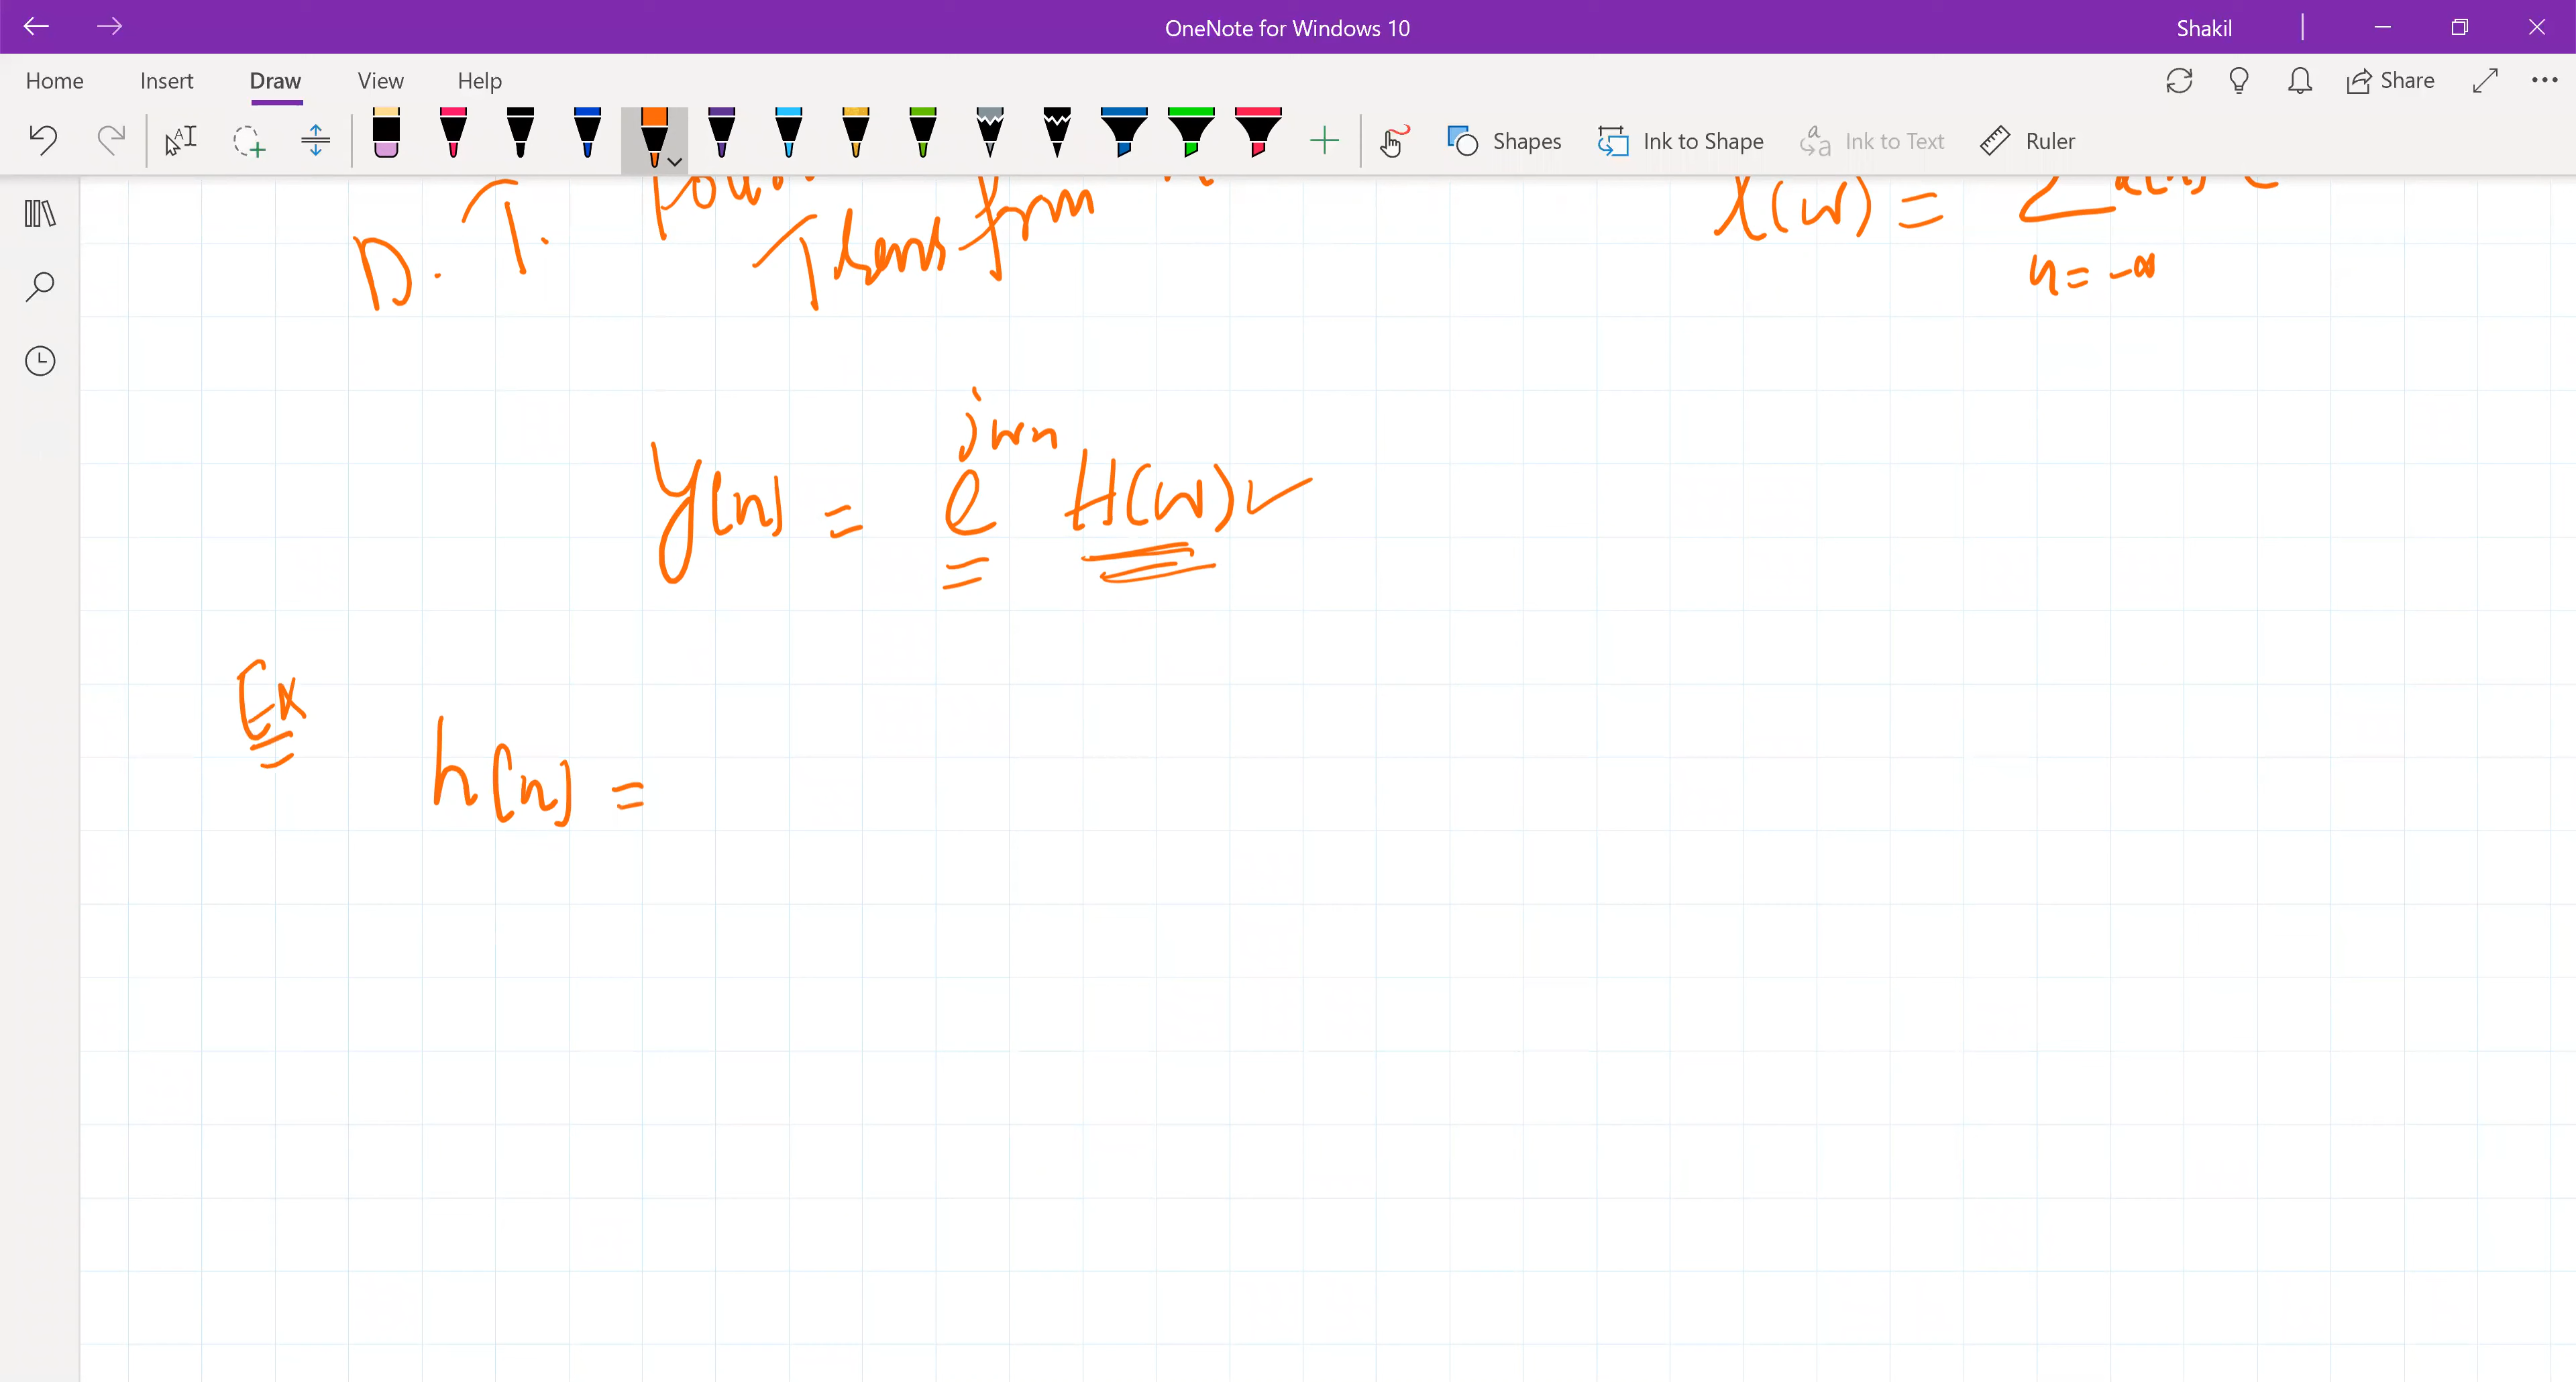 OneNote for Windows 10
Shakil
Home Insert Draw View Help
Share
Shapes Ink to Shape Ink to Text Ruler
D. T.
Transfrm
X(w) = Σ
n = -∞
y[n] = e^{jwn} H(w) ✓
Ex
h[n] =